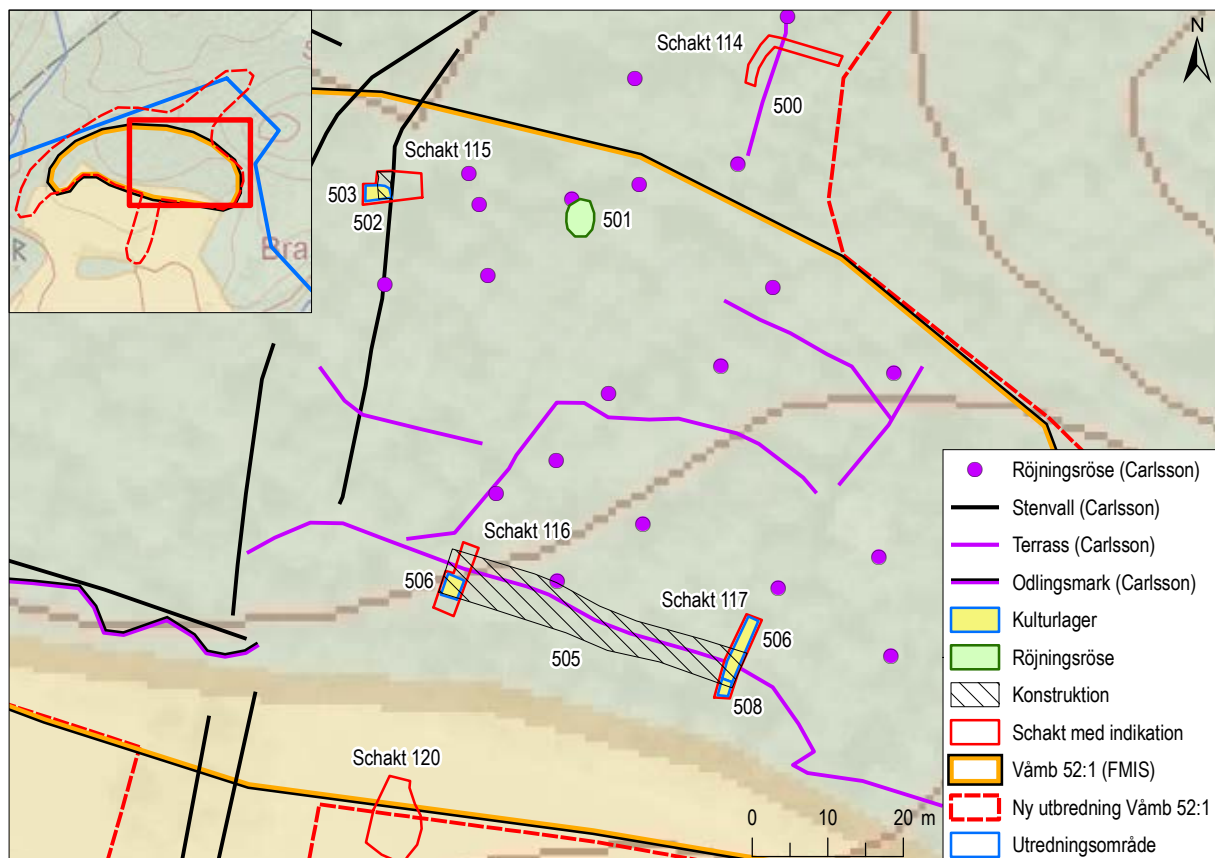 Schakt 114
N
500
Schakt 115
503
502
501
S
R
Bra
Schakt 116
506
Schakt 117
506
505
508
Schakt 120
0 10 20 m
Röjningsröse (Carlsson)
Stenvall (Carlsson)
Terrass (Carlsson)
Odlingsmark (Carlsson)
Kulturlager
Röjningsröse
Konstruktion
Schakt med indikation
Våmb 52:1 (FMIS)
Ny utbredning Våmb 52:1
Utredningsområde